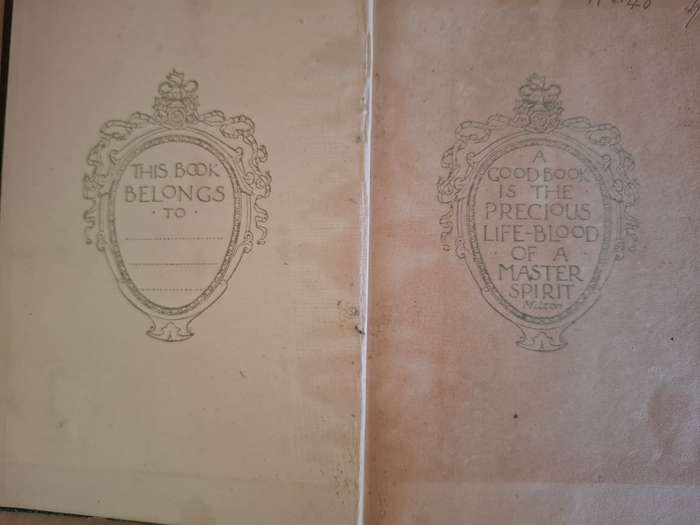 THIS BOOK
BELONGS
· TO ·
A
GOOD·BOOK
IS THE
PRECIOUS
LIFE-BLOOD
OF A
MASTER
SPIRIT
Milton